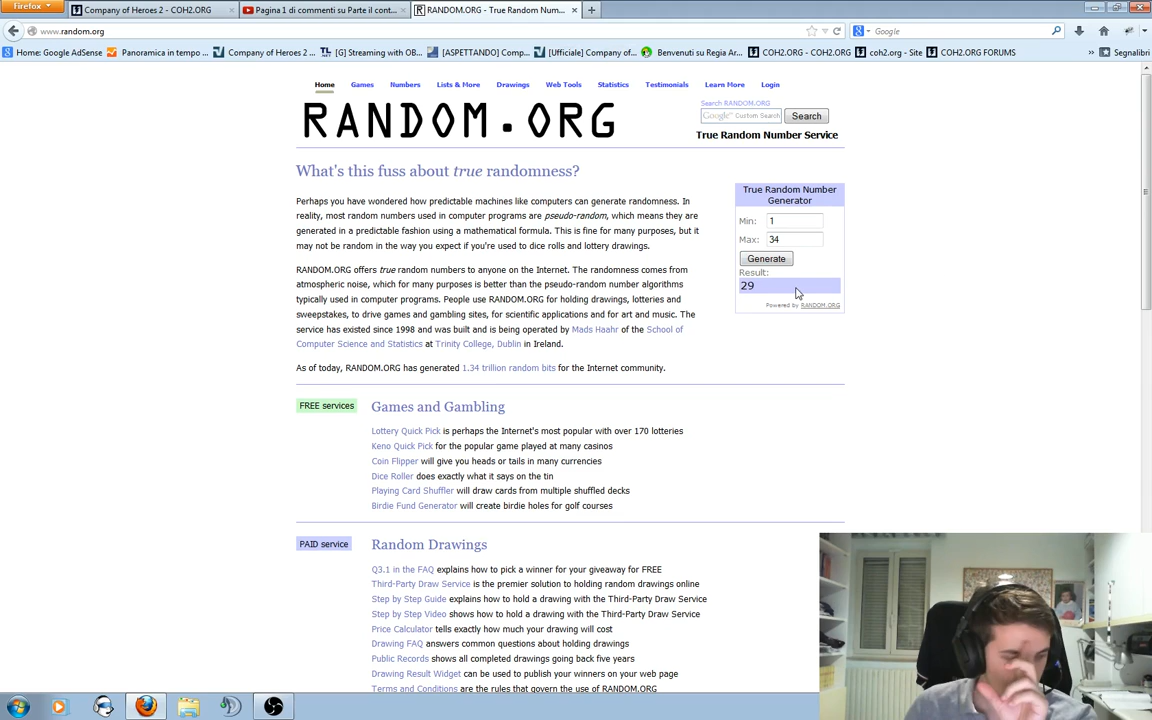 Firefox
Company of Heroes 2 - COH2.ORG
Pagina 1 di commenti su Parte il cont...
RANDOM.ORG - True Random Num...
www.random.org
Google
Home: Google AdSense
Panoramica in tempo ...
Company of Heroes 2 ...
[G] Streaming with OB...
[ASPETTANDO] Comp...
[Ufficiale] Company of...
Benvenuti su Regia Ar...
COH2.ORG - COH2.ORG
coh2.org - Site
COH2.ORG FORUMS
Segnalibri
Home Games Numbers Lists & More Drawings Web Tools Statistics Testimonials Learn More Login
RANDOM.ORG
Search RANDOM.ORG
Google™ Custom Search
Search
True Random Number Service
What's this fuss about true randomness?
Perhaps you have wondered how predictable machines like computers can generate randomness. In
reality, most random numbers used in computer programs are pseudo-random, which means they are
generated in a predictable fashion using a mathematical formula. This is fine for many purposes, but it
may not be random in the way you expect if you're used to dice rolls and lottery drawings.
RANDOM.ORG offers true random numbers to anyone on the Internet. The randomness comes from
atmospheric noise, which for many purposes is better than the pseudo-random number algorithms
typically used in computer programs. People use RANDOM.ORG for holding drawings, lotteries and
sweepstakes, to drive games and gambling sites, for scientific applications and for art and music. The
service has existed since 1998 and was built and is being operated by Mads Haahr of the School of
Computer Science and Statistics at Trinity College, Dublin in Ireland.
As of today, RANDOM.ORG has generated 1.34 trillion random bits for the Internet community.
True Random Number
Generator
Min: 1
Max: 34
Generate
Result:
29
Powered by RANDOM.ORG
FREE services
Games and Gambling
Lottery Quick Pick is perhaps the Internet's most popular with over 170 lotteries
Keno Quick Pick for the popular game played at many casinos
Coin Flipper will give you heads or tails in many currencies
Dice Roller does exactly what it says on the tin
Playing Card Shuffler will draw cards from multiple shuffled decks
Birdie Fund Generator will create birdie holes for golf courses
PAID service
Random Drawings
Q3.1 in the FAQ explains how to pick a winner for your giveaway for FREE
Third-Party Draw Service is the premier solution to holding random drawings online
Step by Step Guide explains how to hold a drawing with the Third-Party Draw Service
Step by Step Video shows how to hold a drawing with the Third-Party Draw Service
Price Calculator tells exactly how much your drawing will cost
Drawing FAQ answers common questions about holding drawings
Public Records shows all completed drawings going back five years
Drawing Result Widget can be used to publish your winners on your web page
Terms and Conditions are the rules that govern the use of RANDOM.ORG